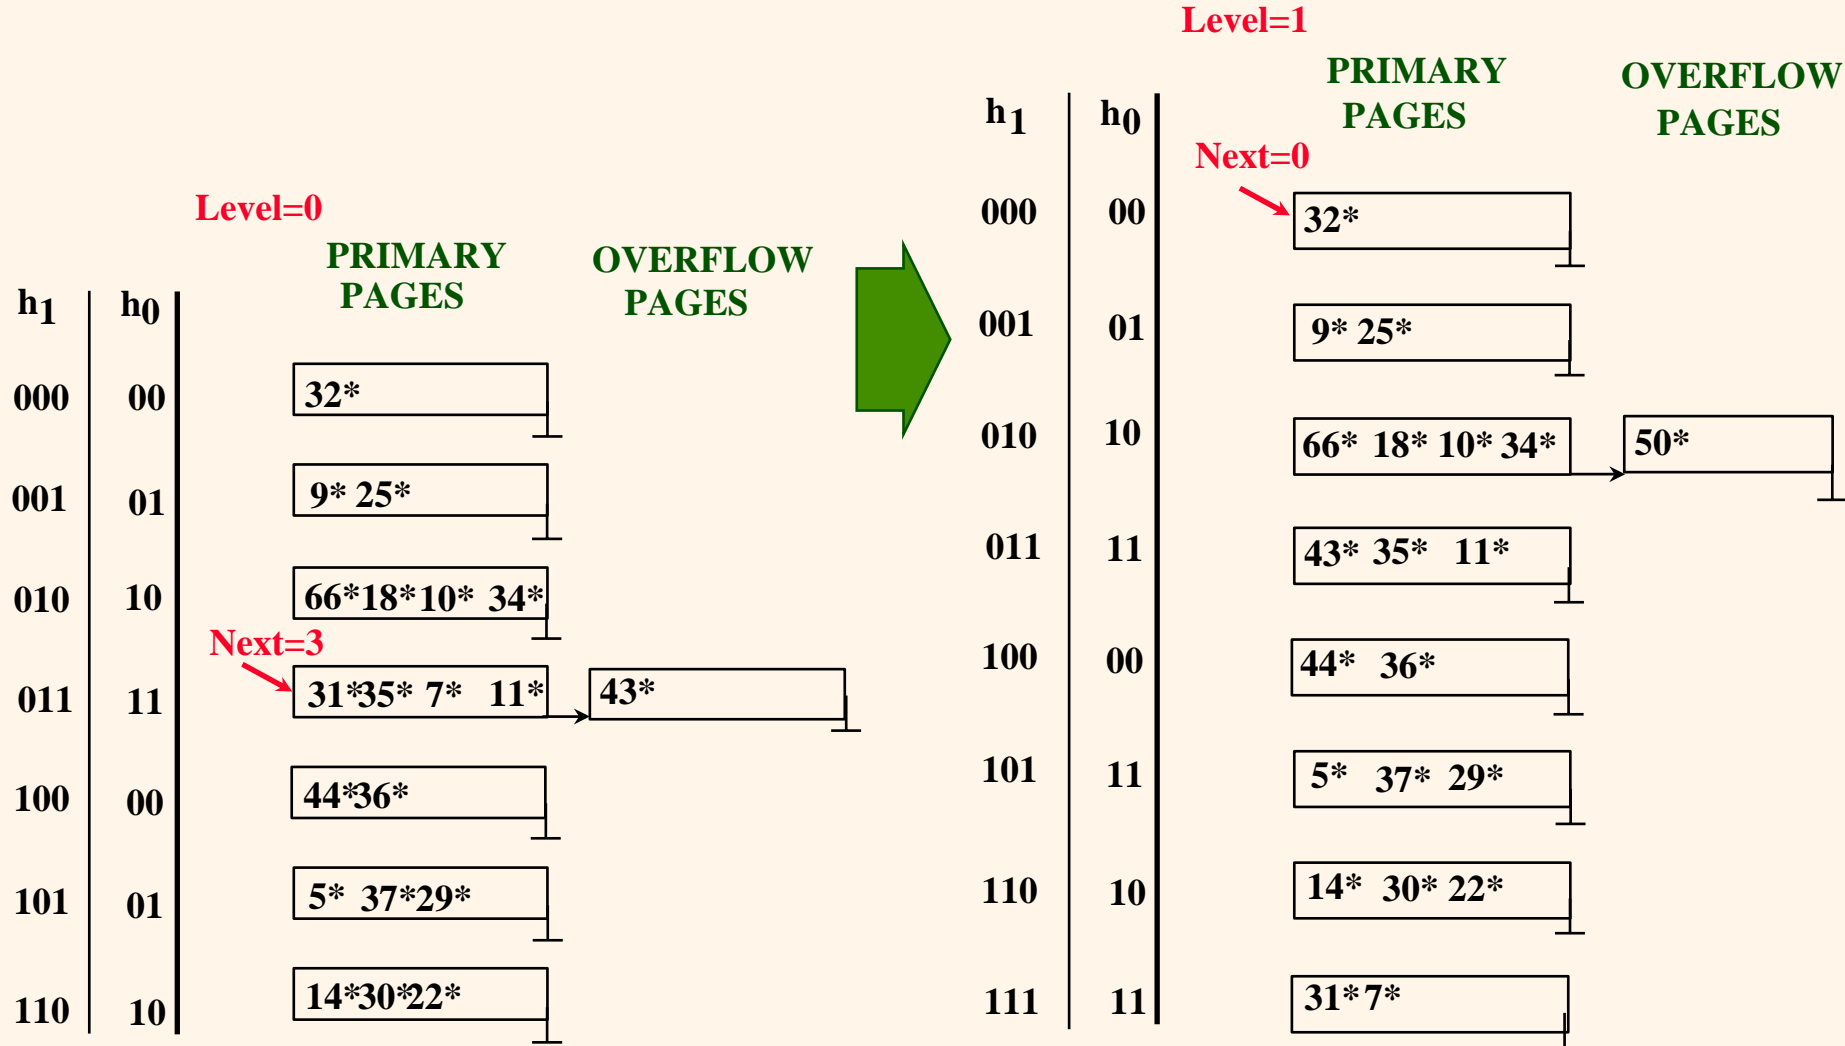 Level=0
PRIMARY OVERFLOW
PAGES PAGES
h1 h0
000 00 32*
001 01 9* 25*
010 10 66*18*10* 34*
Next=3
011 11 31*35* 7* 11* 43*
100 00 44*36*
101 01 5* 37*29*
110 10 14*30*22*
Level=1
PRIMARY OVERFLOW
PAGES PAGES
h1 h0
Next=0
000 00 32*
001 01 9* 25*
010 10 66* 18* 10* 34* 50*
011 11 43* 35* 11*
100 00 44* 36*
101 11 5* 37* 29*
110 10 14* 30* 22*
111 11 31*7*